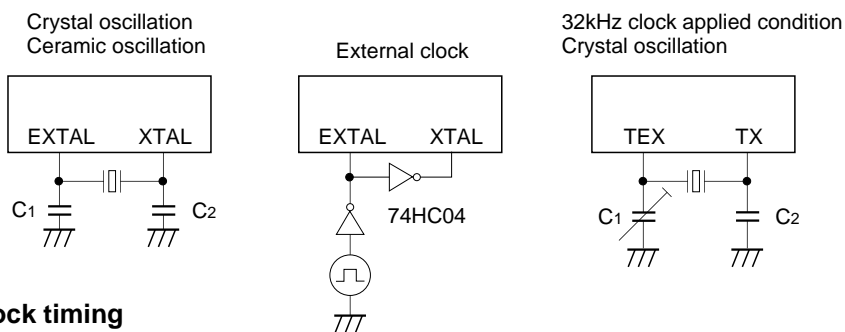 Crystal oscillation
Ceramic oscillation
EXTAL XTAL
C1 C2
External clock
EXTAL XTAL
74HC04
32kHz clock applied condition
Crystal oscillation
TEX TX
C1 C2
ock timing